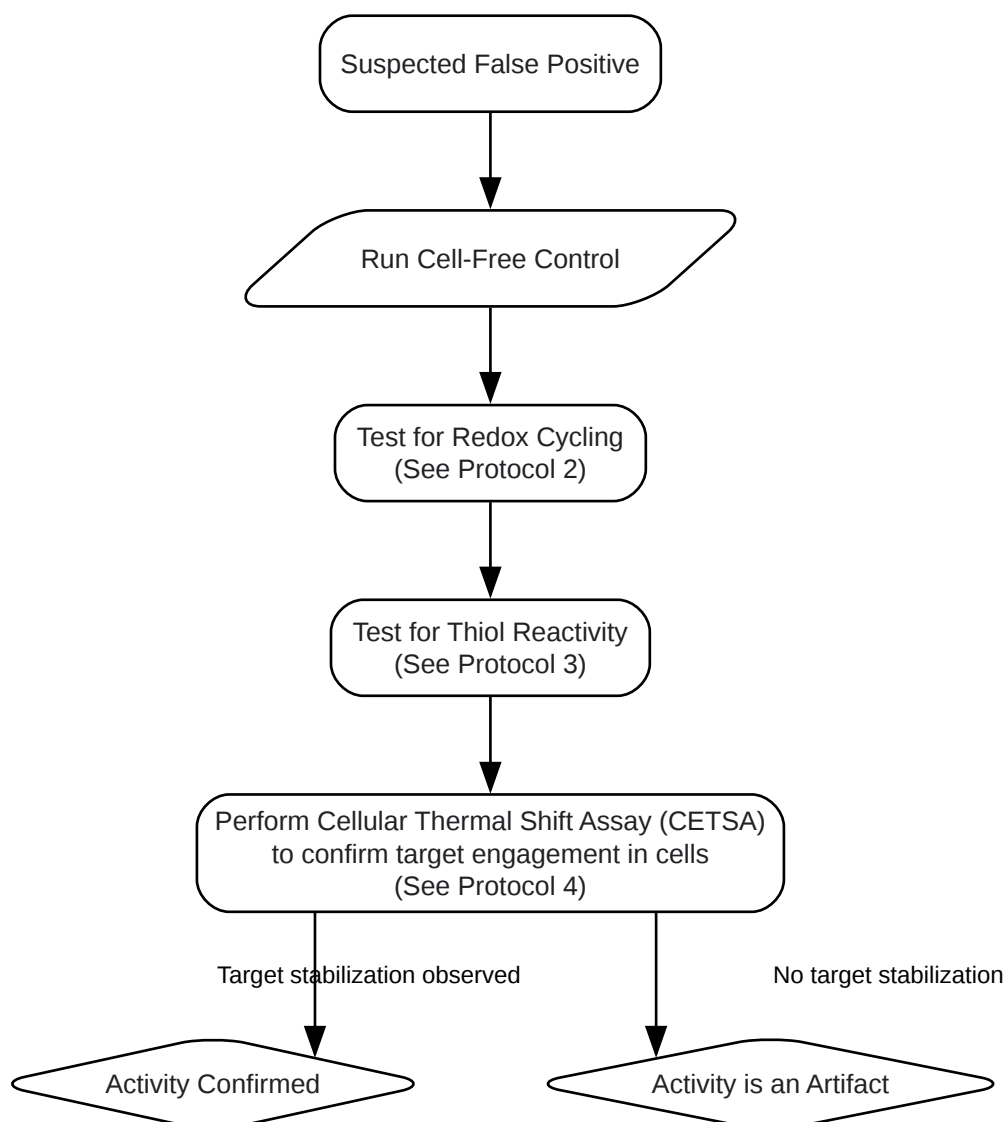 Suspected False Positive
Run Cell-Free Control
Test for Redox Cycling
(See Protocol 2)
Test for Thiol Reactivity
(See Protocol 3)
Perform Cellular Thermal Shift Assay (CETSA)
to confirm target engagement in cells
(See Protocol 4)
Target stabilization observed
No target stabilization
Activity Confirmed
Activity is an Artifact